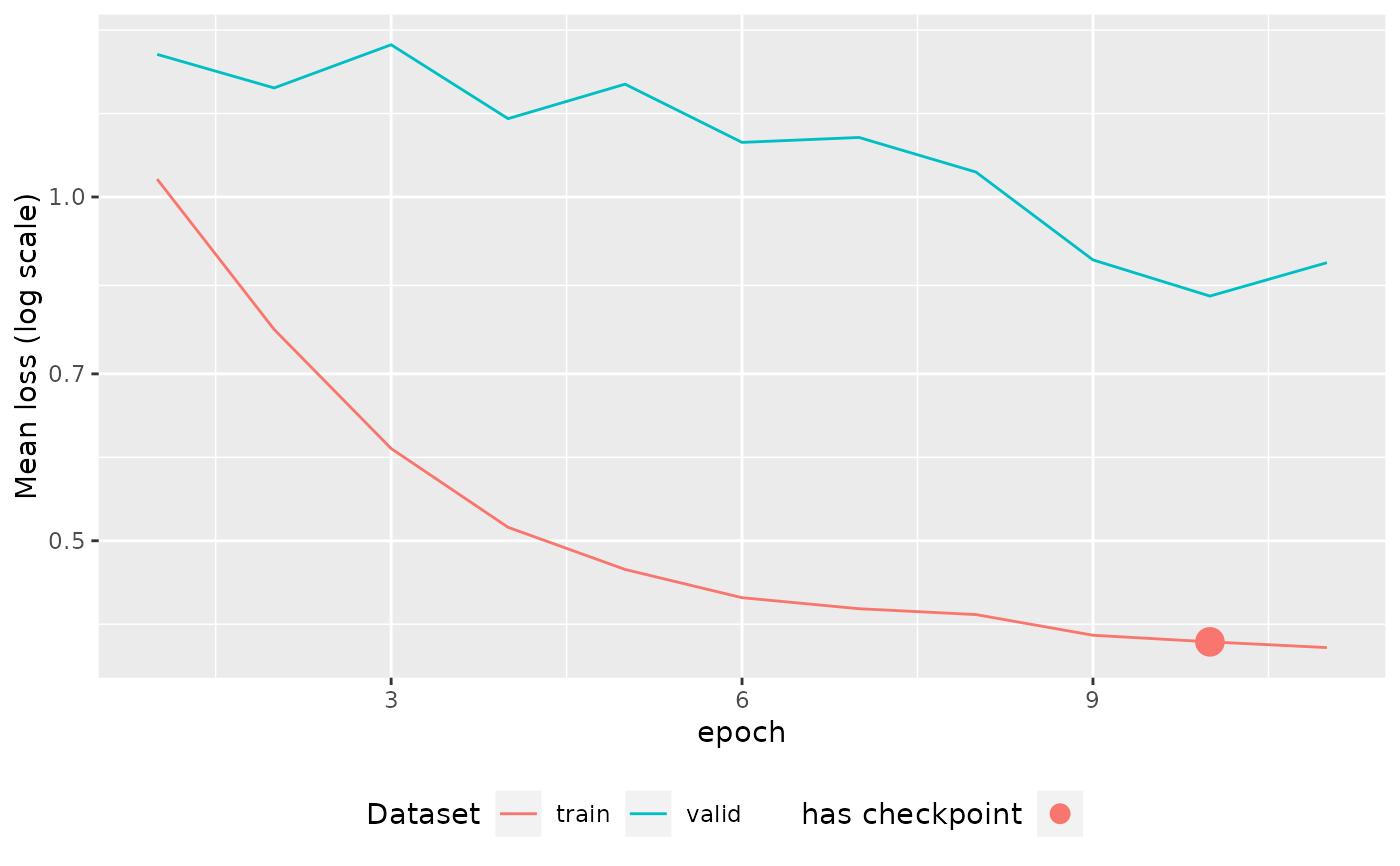 Mean loss (log scale)
1.0
0.7
0.5
3 6 9
epoch
Dataset train valid has checkpoint